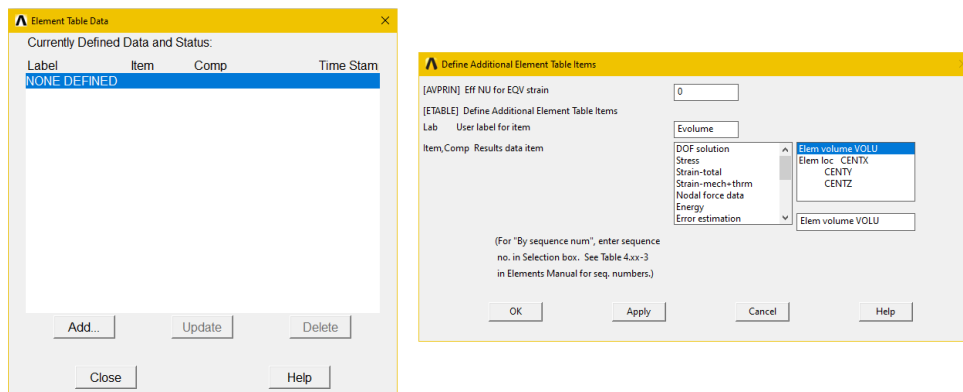 Element Table Data
Currently Defined Data and Status:
Label Item Comp Time Stam
NONE DEFINED
Add... Update Delete
Close Help
Define Additional Element Table Items
[AVPRIN] Eff NU for EQV strain 0
[ETABLE] Define Additional Element Table Items
Lab User label for item Evolume
Item,Comp Results data item
DOF solution
Stress
Strain-total
Strain-mech+thrm
Nodal force data
Energy
Error estimation
Elem volume VOLU
Elem loc CENTX
CENTY
CENTZ
Elem volume VOLU
(For "By sequence num", enter sequence
no. in Selection box. See Table 4.xx-3
in Elements Manual for seq. numbers.)
OK Apply Cancel Help